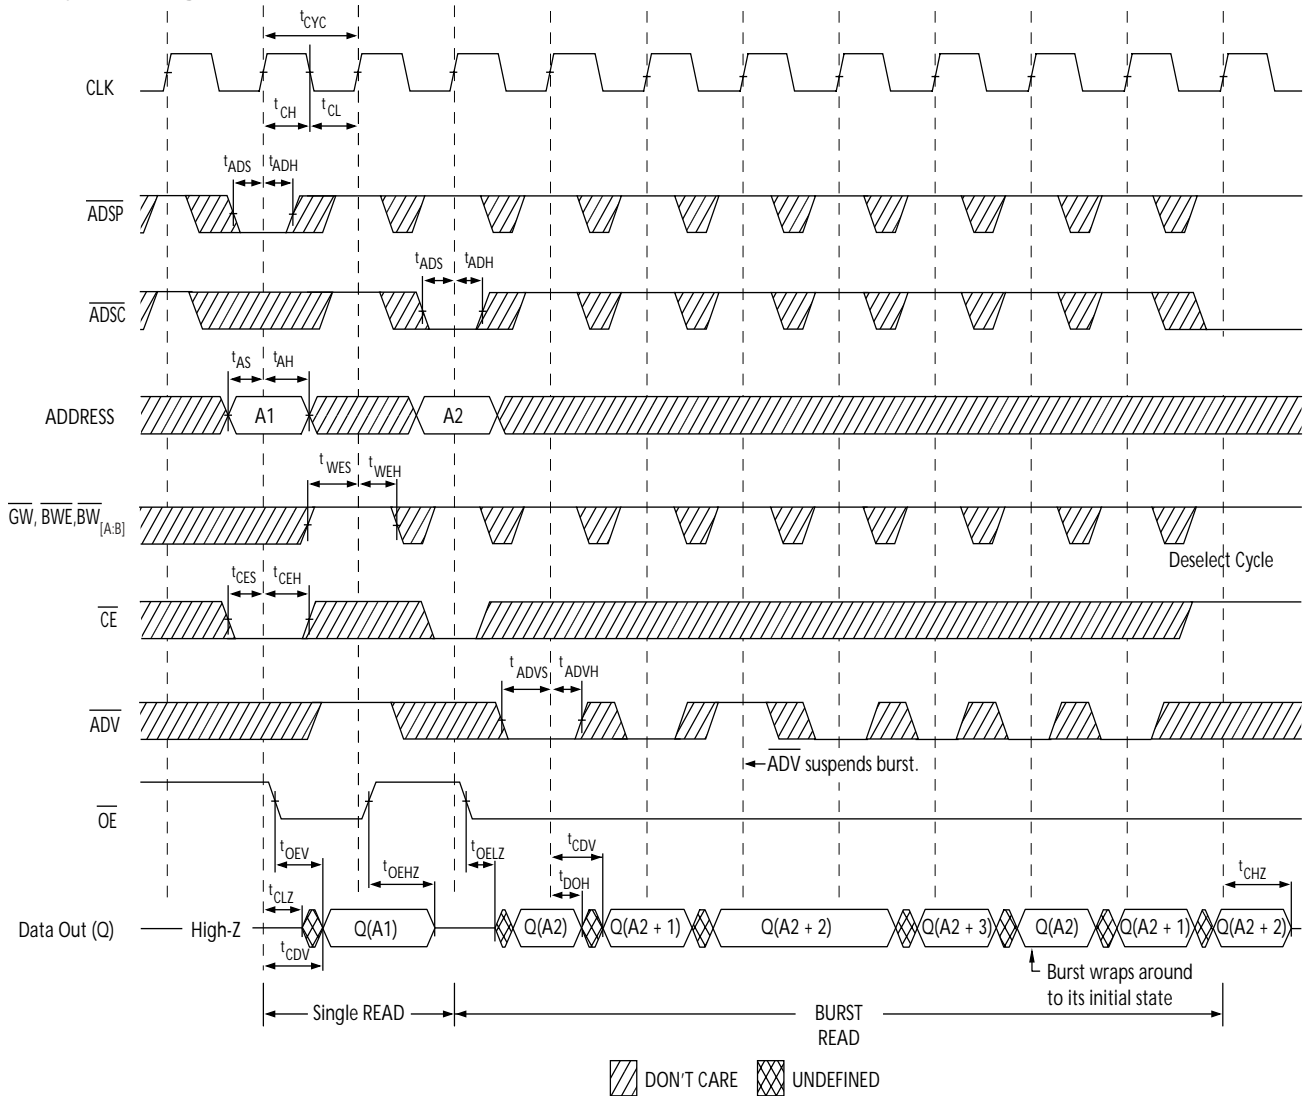 tCYC
CLK
tCH
tCL
tADS
tADH
ADSP
tADS
tADH
ADSC
tAS
tAH
ADDRESS
A1
A2
tWES
tWEH
GW, BWE,BW[A:B]
Deselect Cycle
tCES
tCEH
CE
tADVS
tADVH
ADV
ADV suspends burst.
OE
tOEV
tOEHZ
tOELZ
tCDV
tCHZ
tCLZ
tDOH
Data Out (Q)
High-Z
Q(A1)
Q(A2)
Q(A2 + 1)
Q(A2 + 2)
Q(A2 + 3)
Q(A2)
Q(A2 + 1)
Q(A2 + 2)
tCDV
Burst wraps around
to its initial state
Single READ
BURST
READ
DON'T CARE
UNDEFINED